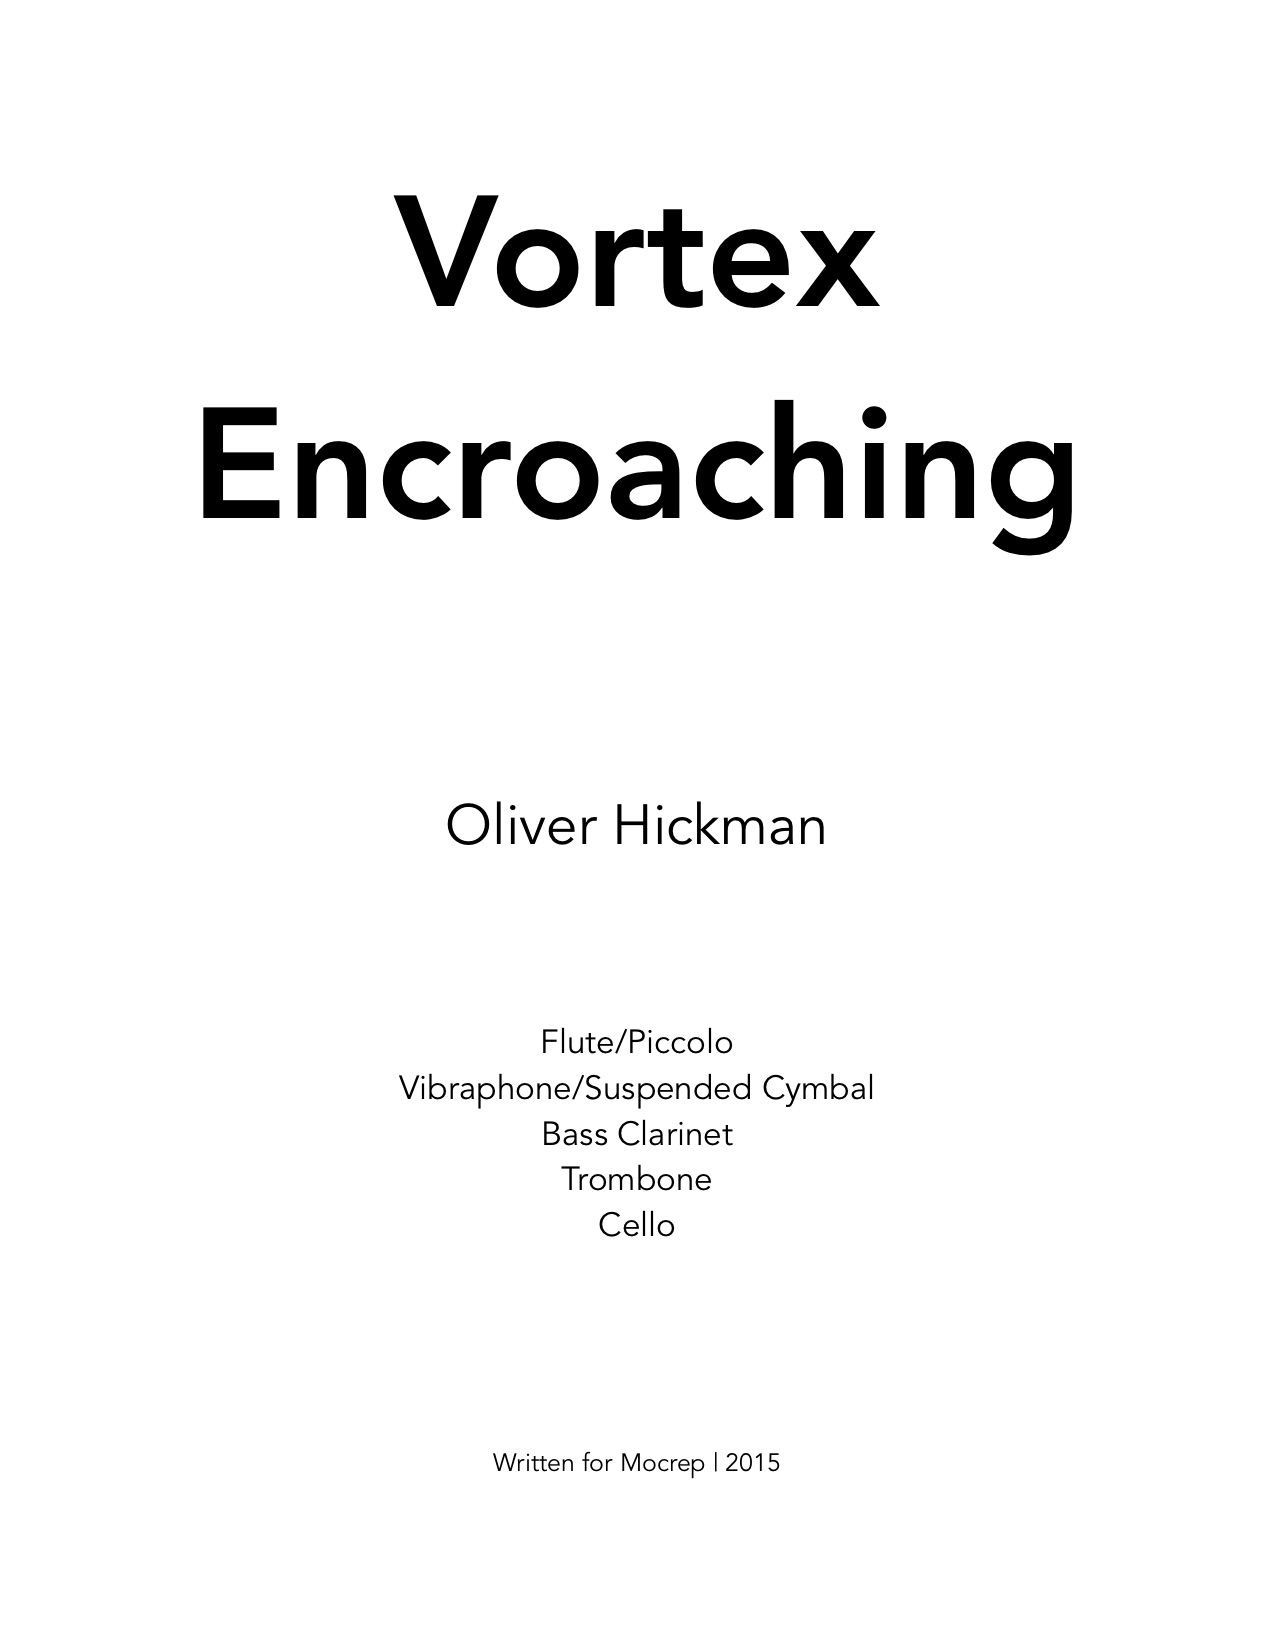 Vortex
Encroaching
Oliver Hickman
Flute/Piccolo
Vibraphone/Suspended Cymbal
Bass Clarinet
Trombone
Cello
Written for Mocrep | 2015